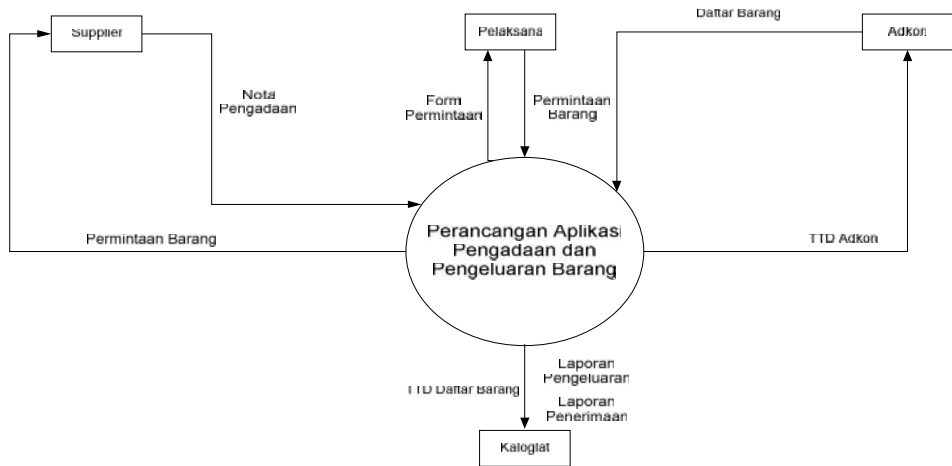 Supplier
Pelaksana
Daftar Barang
Adkon
Nota
Pengadaan
Form
Permintaan
Permintaan
Barang
Perancangan Aplikasi
Pengadaan dan
Pengeluaran Barang
Permintaan Barang
TTD Adkon
TTD Daftar Barang
Laporan
Pengeluaran
Laporan
Penerimaan